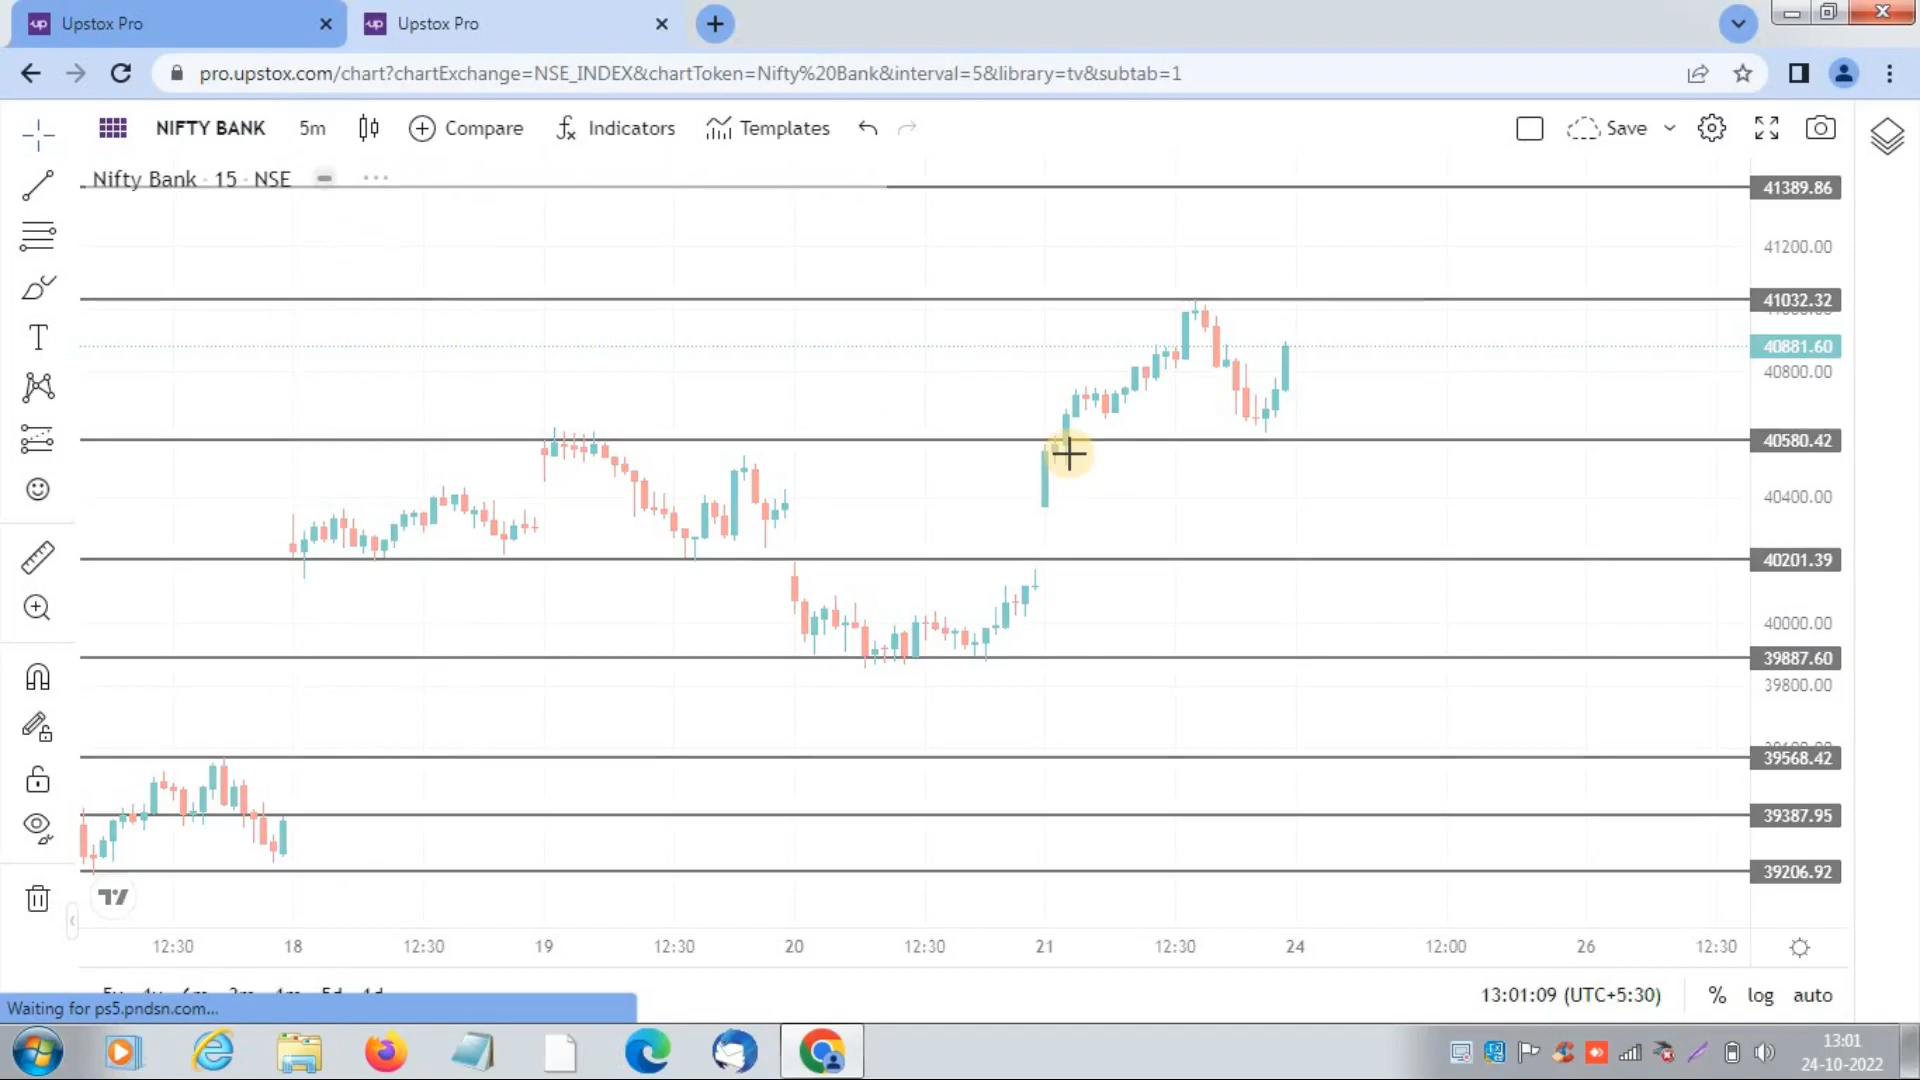 Upstox Pro
Upstox Pro
pro.upstox.com/chart?chartExchange=NSE_INDEX&chartToken=Nifty%20Bank&interval=5&library=tv&subtab=1
NIFTY BANK 5m Compare Indicators Templates Save
Nifty Bank · 15 · NSE
41389.86
41200.00
41032.32
40881.60
40800.00
40580.42
40400.00
40201.39
40000.00
39887.60
39800.00
39568.42
39387.95
39206.92
12:30 18 12:30 19 12:30 20 12:30 21 12:30 24 12:00 26 12:30
13:01:09 (UTC+5:30) % log auto
Waiting for ps5.pndsn.com...
13:01
24-10-2022